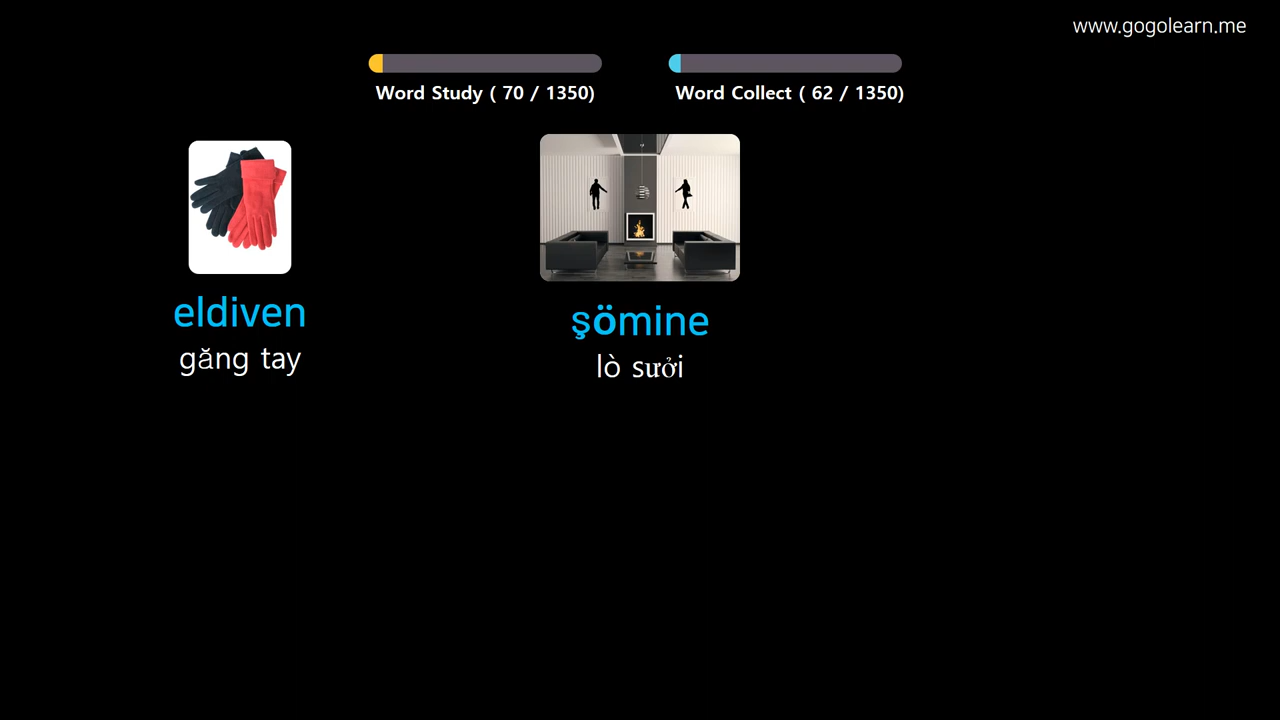 www.gogolearn.me
Word Study ( 70 / 1350)
Word Collect ( 62 / 1350)
eldiven
găng tay
şömine
lò sưởi